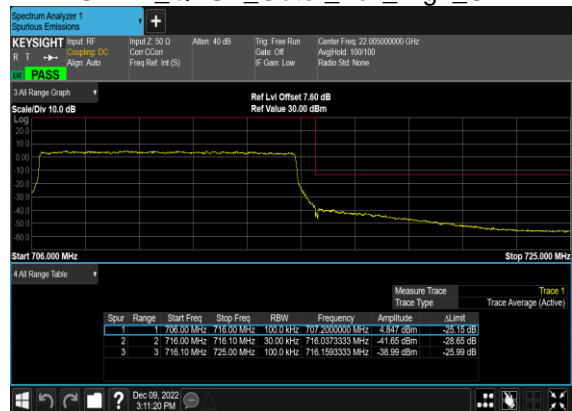 Spectrum Analyzer 1
Spurious Emissions
+
KEYSIGHT Input: RF Input Z: 50 Ω Atten: 40 dB Trig: Free Run Center Freq: 22.005000000 GHz
R T Coupling: DC Corr CCorr Gate: Off Avg|Hold: 100/100
Align: Auto Freq Ref: Int (S) IF Gain: Low Radio Std: None
LW PASS
3 All Range Graph
Ref Lvl Offset 7.60 dB
Scale/Div 10.0 dB Ref Value 30.00 dBm
Log
20.0
10.0
0.00
-10.0
-20.0
-30.0
-40.0
-50.0
-60.0
Start 706.000 MHz Stop 725.000 MHz
4 All Range Table
Measure Trace Trace 1
Trace Type Trace Average (Active)
Spur Range Start Freq Stop Freq RBW Frequency Amplitude ΔLimit
1 1 706.00 MHz 716.00 MHz 100.0 kHz 707.2000000 MHz 4.847 dBm -25.15 dB
2 2 716.00 MHz 716.10 MHz 30.00 kHz 716.0373333 MHz -41.65 dBm -28.65 dB
3 3 716.10 MHz 725.00 MHz 100.0 kHz 716.1593333 MHz -38.99 dBm -25.99 dB
? Dec 09, 2022
3:11:20 PM